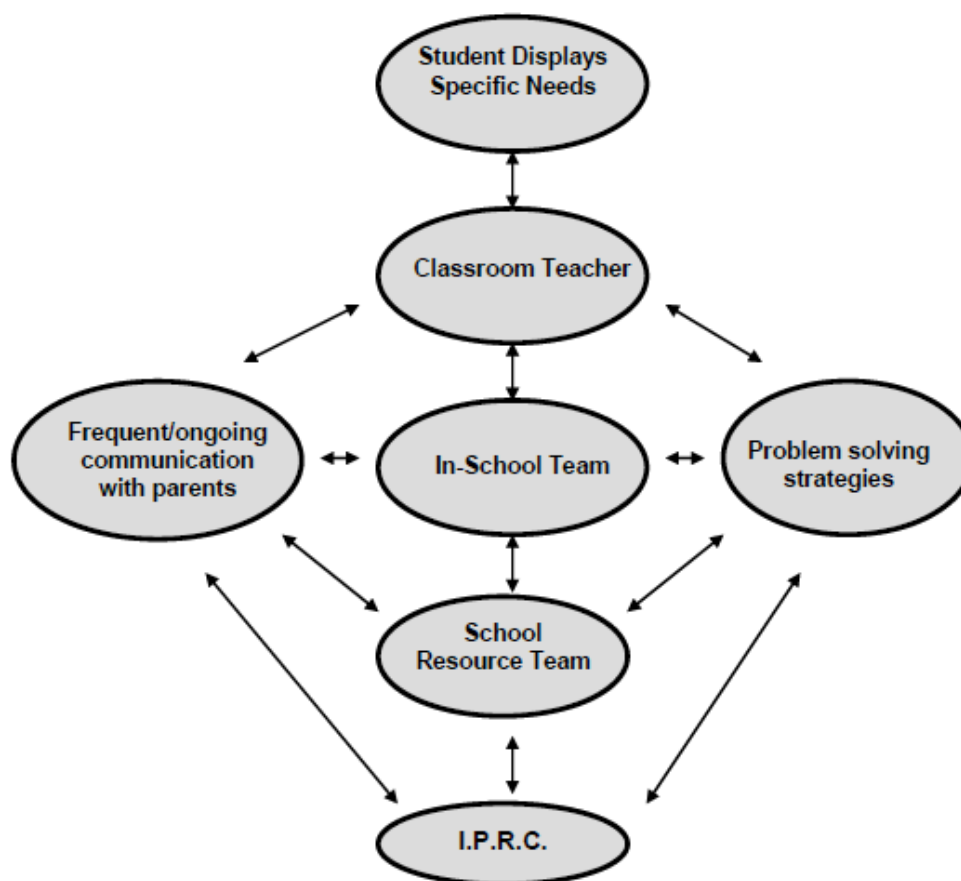 Student Displays
Specific Needs
Classroom Teacher
Frequent/ongoing
communication
with parents
In-School Team
Problem solving
strategies
School
Resource Team
I.P.R.C.